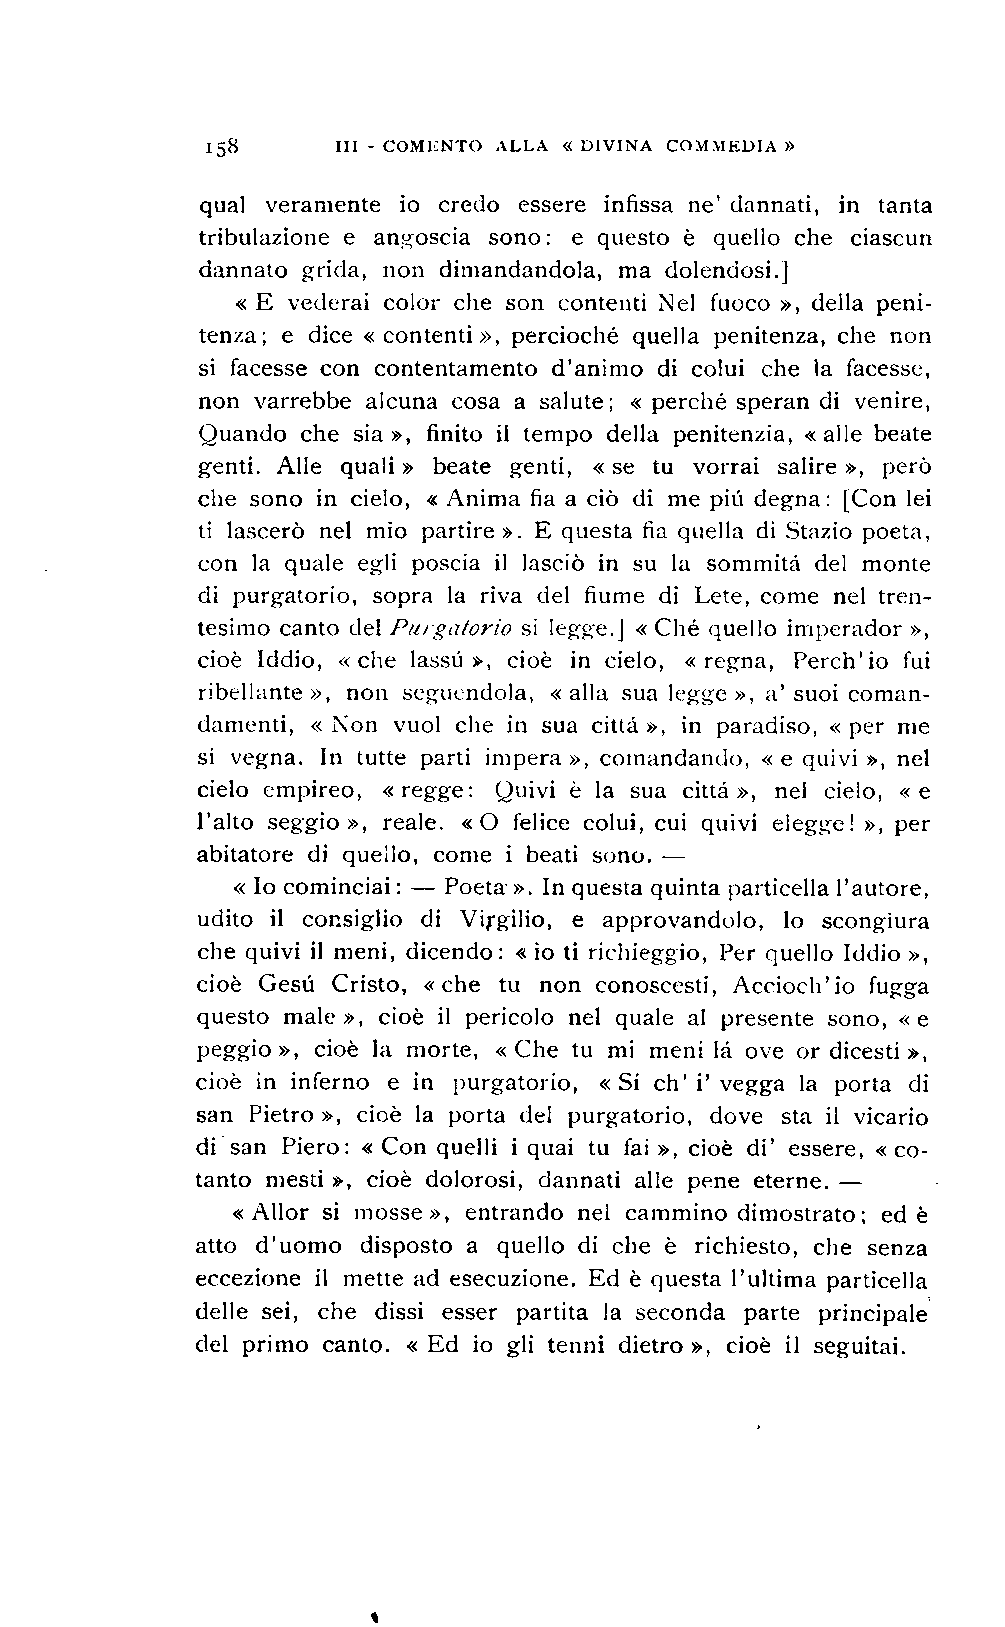 158 III - COMENTO ALLA « DIVINA COMMEDIA »
qual veramente io credo essere infissa ne' dannati, in tanta
tribulazione e angoscia sono: e questo è quello che ciascun
dannato grida, non dimandandola, ma dolendosi.]
« E vederai color che son contenti Nel fuoco », della peni-
tenza; e dice « contenti », percioché quella penitenza, che non
si facesse con contentamento d'animo di colui che la facesse,
non varrebbe alcuna cosa a salute; « perché speran di venire,
Quando che sia », finito il tempo della penitenzia, « alle beate
genti. Alle quali » beate genti, « se tu vorrai salire », però
che sono in cielo, « Anima fia a ciò di me piú degna: [Con lei
ti lascerò nel mio partire ». E questa fia quella di Stazio poeta,
con la quale egli poscia il lasciò in su la sommitá del monte
di purgatorio, sopra la riva del fiume di Lete, come nel tren-
tesimo canto del Purgatorio si legge.] « Ché quello imperador »,
cioè Iddio, « che lassú », cioè in cielo, « regna, Perch'io fui
ribellante », non seguendola, « alla sua legge », a' suoi coman-
damenti, « Non vuol che in sua cittá », in paradiso, « per me
si vegna. In tutte parti impera », comandando, « e quivi », nel
cielo empireo, « regge: Quivi è la sua cittá », nel cielo, « e
l'alto seggio », reale. « O felice colui, cui quivi elegge! », per
abitatore di quello, come i beati sono. —
« Io cominciai: — Poeta ». In questa quinta particella l'autore,
udito il consiglio di Virgilio, e approvandolo, lo scongiura
che quivi il meni, dicendo: « io ti richieggio, Per quello Iddio »,
cioè Gesú Cristo, « che tu non conoscesti, Accioch'io fugga
questo male », cioè il pericolo nel quale al presente sono, « e
peggio », cioè la morte, « Che tu mi meni lá ove or dicesti »,
cioè in inferno e in purgatorio, « Sí ch' i' vegga la porta di
san Pietro », cioè la porta del purgatorio, dove sta il vicario
di san Piero: « Con quelli i quai tu fai », cioè di' essere, « co-
tanto mesti », cioè dolorosi, dannati alle pene eterne. —
« Allor si mosse », entrando nel cammino dimostrato; ed è
atto d'uomo disposto a quello di che è richiesto, che senza
eccezione il mette ad esecuzione. Ed è questa l'ultima particella
delle sei, che dissi esser partita la seconda parte principale
del primo canto. « Ed io gli tenni dietro », cioè il seguitai.